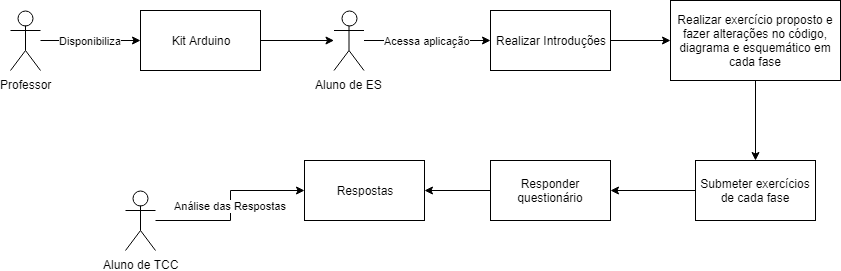 Professor
Disponibiliza
Kit Arduino
Aluno de ES
Acessa aplicação
Realizar Introduções
Realizar exercício proposto e
fazer alterações no código,
diagrama e esquemático em
cada fase
Submeter exercícios
de cada fase
Responder
questionário
Respostas
Análise das Respostas
Aluno de TCC